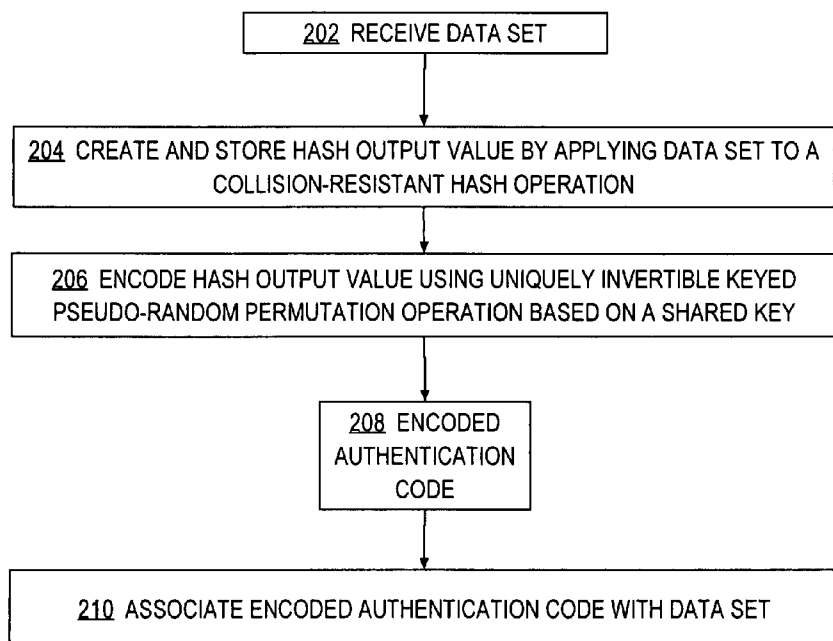 202 RECEIVE DATA SET
204 CREATE AND STORE HASH OUTPUT VALUE BY APPLYING DATA SET TO A
COLLISION-RESISTANT HASH OPERATION
206 ENCODE HASH OUTPUT VALUE USING UNIQUELY INVERTIBLE KEYED
PSEUDO-RANDOM PERMUTATION OPERATION BASED ON A SHARED KEY
208 ENCODED
AUTHENTICATION
CODE
210 ASSOCIATE ENCODED AUTHENTICATION CODE WITH DATA SET